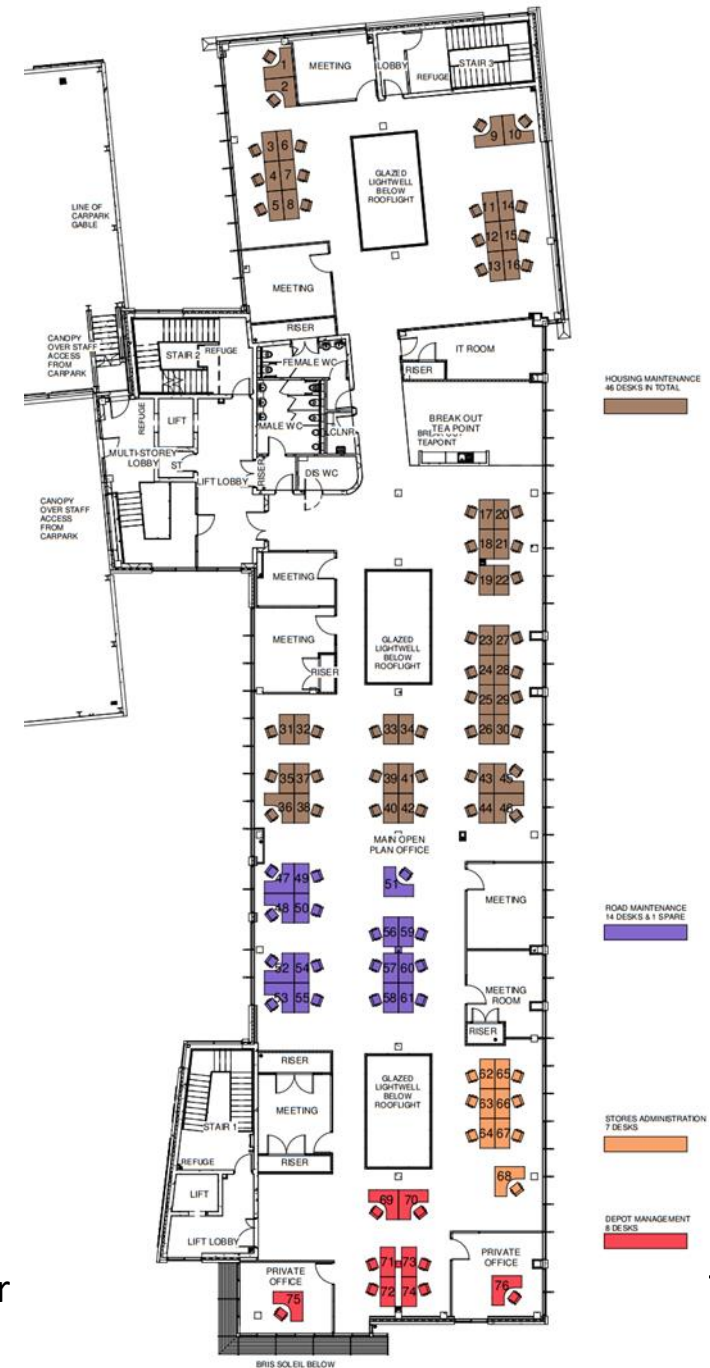 MEETING
LOBBY
REFUGE
STAIR 3
1
2
9 10
3 6
4 7
5 8
GLAZED
LIGHTWELL
BELOW
ROOFLIGHT
11 14
12 15
13 16
LINE OF
CARPARK
GABLE
MEETING
RISER
CANOPY
OVER STAFF
ACCESS
FROM
CARPARK
STAIR 2
REFUGE
FEMALE WC
IT ROOM
RISER
HOUSING MAINTENANCE
46 DESKS IN TOTAL
REFUGE
LIFT
MALE WC
CLNR
BREAK OUT
TEA POINT
BREAK OUT
TEAPOINT
MULTI-STOREY
LOBBY
ST
LIFT LOBBY
RISER
DIS WC
CANOPY
OVER STAFF
ACCESS
FROM
CARPARK
17 20
18 21
19 22
MEETING
MEETING
RISER
GLAZED
LIGHTWELL
BELOW
ROOFLIGHT
23 27
24 28
25 29
26 30
31 32
33 34
35 37
36 38
39 41
40 42
43 45
44 46
MAIN OPEN
PLAN OFFICE
47 49
48 50
51
MEETING
ROAD MAINTENANCE
14 DESKS & 1 SPARE
52 54
53 55
56 59
57 60
58 61
MEETING
ROOM
RISER
RISER
MEETING
RISER
GLAZED
LIGHTWELL
BELOW
ROOFLIGHT
62 65
63 66
64 67
68
STORES ADMINISTRATION
7 DESKS
STAIR 1
REFUGE
LIFT
LIFT LOBBY
69 70
71 73
72 74
DEPOT MANAGEMENT
8 DESKS
PRIVATE
OFFICE
75
PRIVATE
OFFICE
76
r
BRIS SOLEIL BELOW